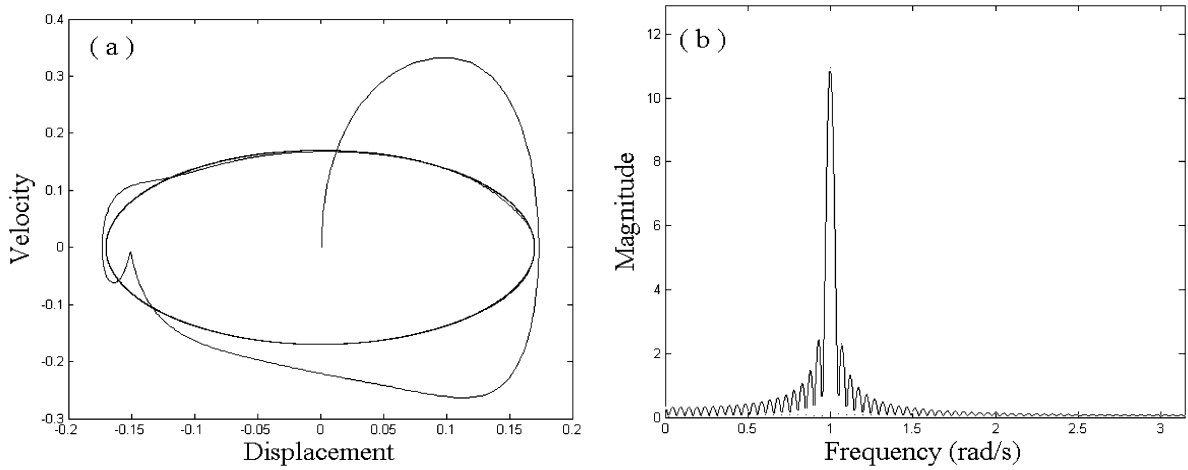 ( a )
Velocity
0.4
0.3
0.2
0.1
0
-0.1
-0.2
-0.3
-0.2 -0.15 -0.1 -0.05 0 0.05 0.1 0.15 0.2
Displacement
( b )
Magnitude
12
10
8
6
4
2
0
0 0.5 1 1.5 2 2.5 3
Frequency (rad/s)